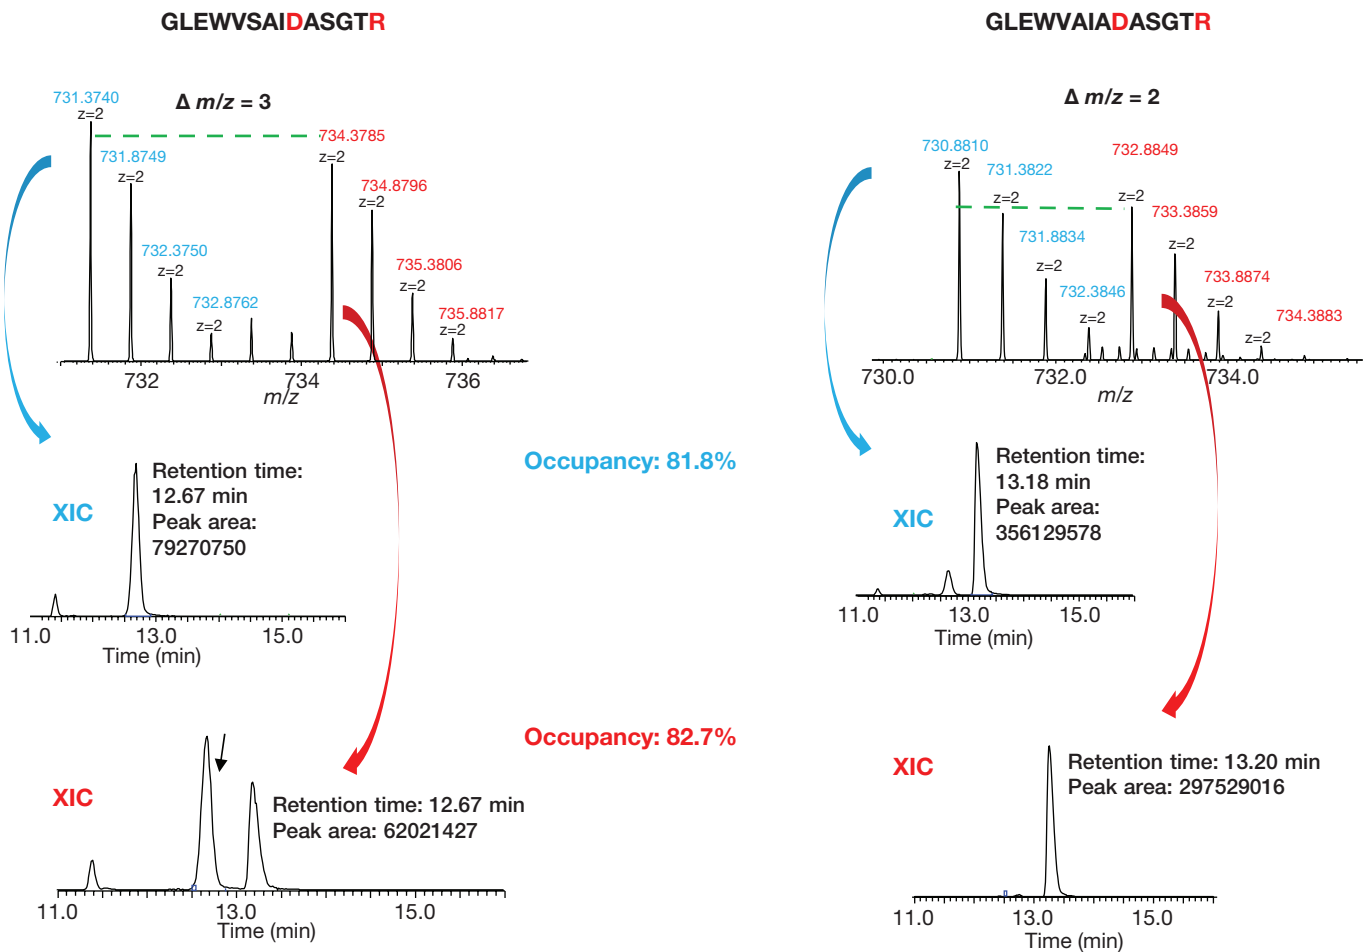 GLEWVSAIDASGTR
Δ m/z = 3
731.3740
z=2
731.8749
z=2
732.3750
z=2
732.8762
z=2
734.3785
z=2
734.8796
z=2
735.3806
z=2
735.8817
z=2
732
734
736
m/z
XIC
Retention time:
12.67 min
Peak area:
79270750
11.0
13.0
15.0
Time (min)
XIC
Retention time: 12.67 min
Peak area: 62021427
11.0
13.0
15.0
Time (min)
Occupancy: 81.8%
Occupancy: 82.7%
GLEWVAIADASGTR
Δ m/z = 2
730.8810
z=2
731.3822
z=2
731.8834
z=2
732.3846
z=2
732.8849
z=2
733.3859
z=2
733.8874
z=2
734.3883
z=2
730.0
732.0
734.0
m/z
XIC
Retention time:
13.18 min
Peak area:
356129578
11.0
13.0
15.0
Time (min)
XIC
Retention time: 13.20 min
Peak area: 297529016
11.0
13.0
15.0
Time (min)